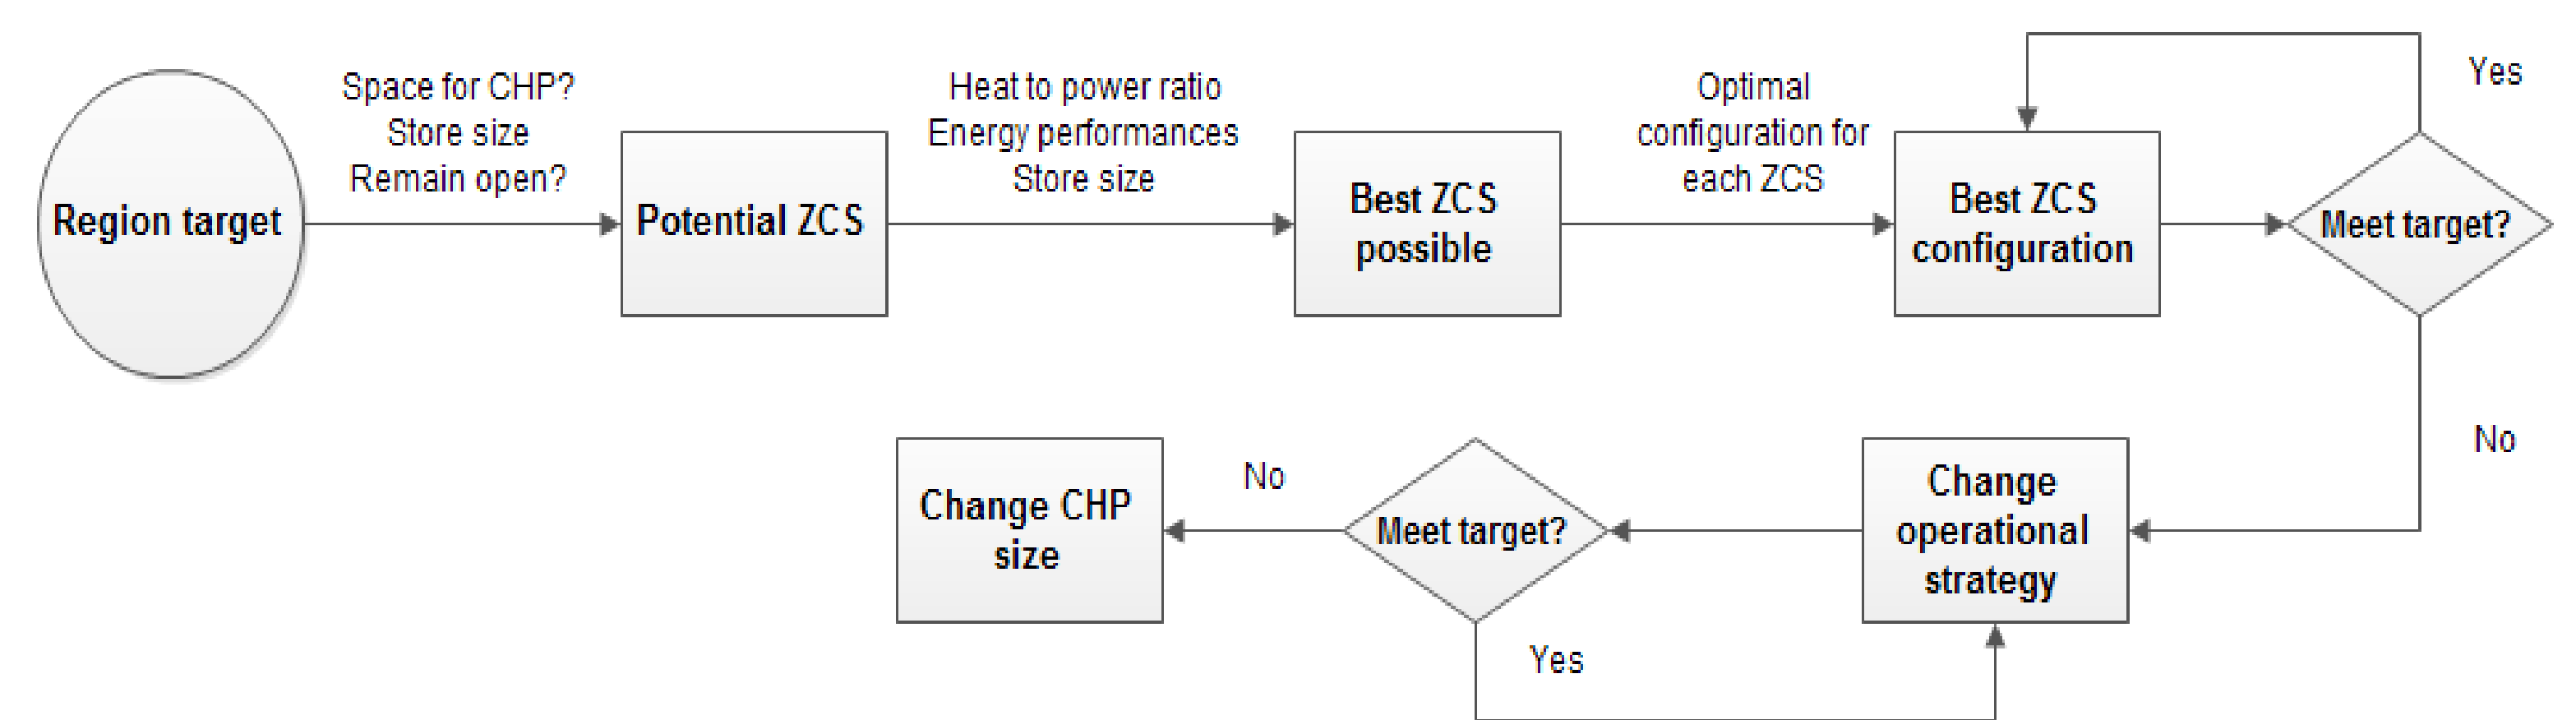 Region target
Space for CHP?
Store size
Remain open?
Potential ZCS
Heat to power ratio
Energy performances
Store size
Best ZCS
possible
Optimal
configuration for
each ZCS
Best ZCS
configuration
Meet target?
Yes
No
Change
operational
strategy
Meet target?
Yes
No
Change CHP
size